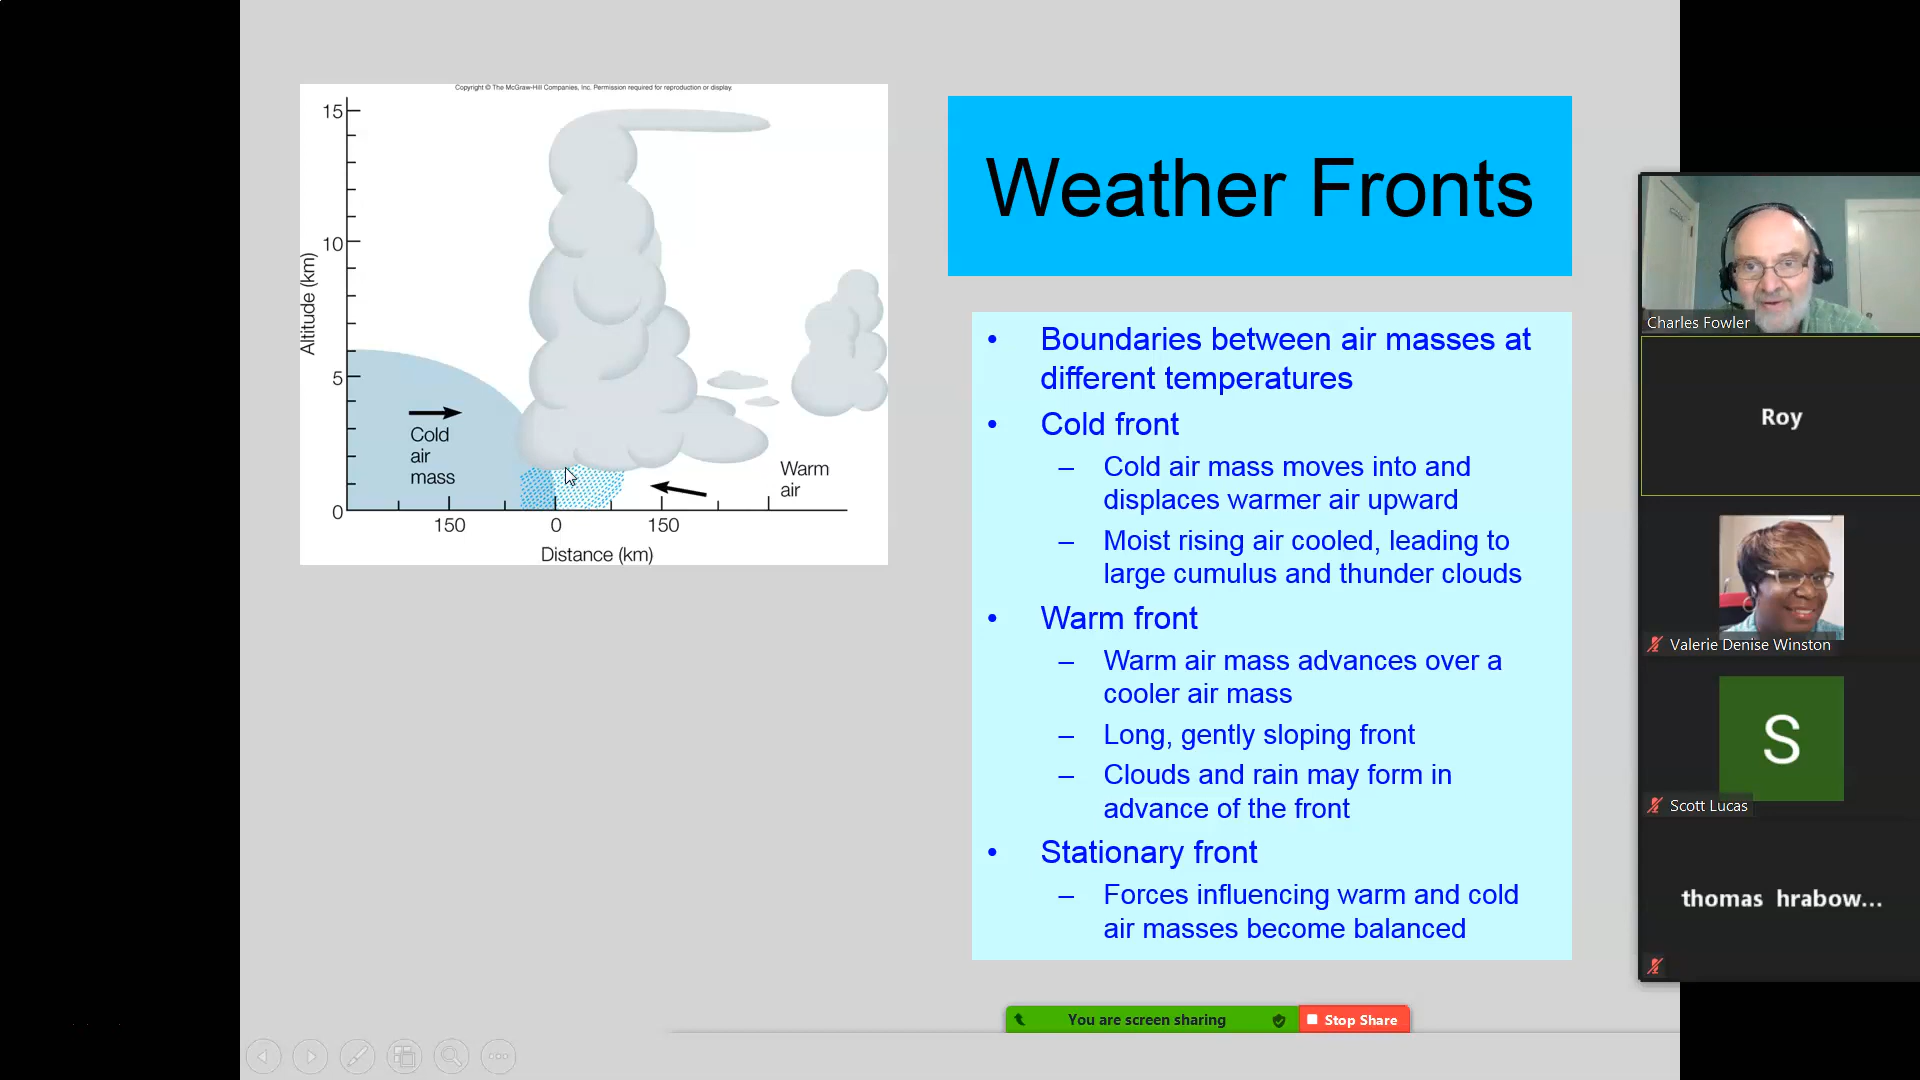 Copyright © The McGraw-Hill Companies, Inc. Permission required for reproduction or display.
15
10
5
0
Altitude (km)
Cold
air
mass
Warm
air
150
0
150
Distance (km)
Weather Fronts
• Boundaries between air masses at
different temperatures
• Cold front
– Cold air mass moves into and
displaces warmer air upward
– Moist rising air cooled, leading to
large cumulus and thunder clouds
• Warm front
– Warm air mass advances over a
cooler air mass
– Long, gently sloping front
– Clouds and rain may form in
advance of the front
• Stationary front
– Forces influencing warm and cold
air masses become balanced
Charles Fowler
Roy
Valerie Denise Winston
S
Scott Lucas
thomas hrabow...
You are screen sharing
Stop Share